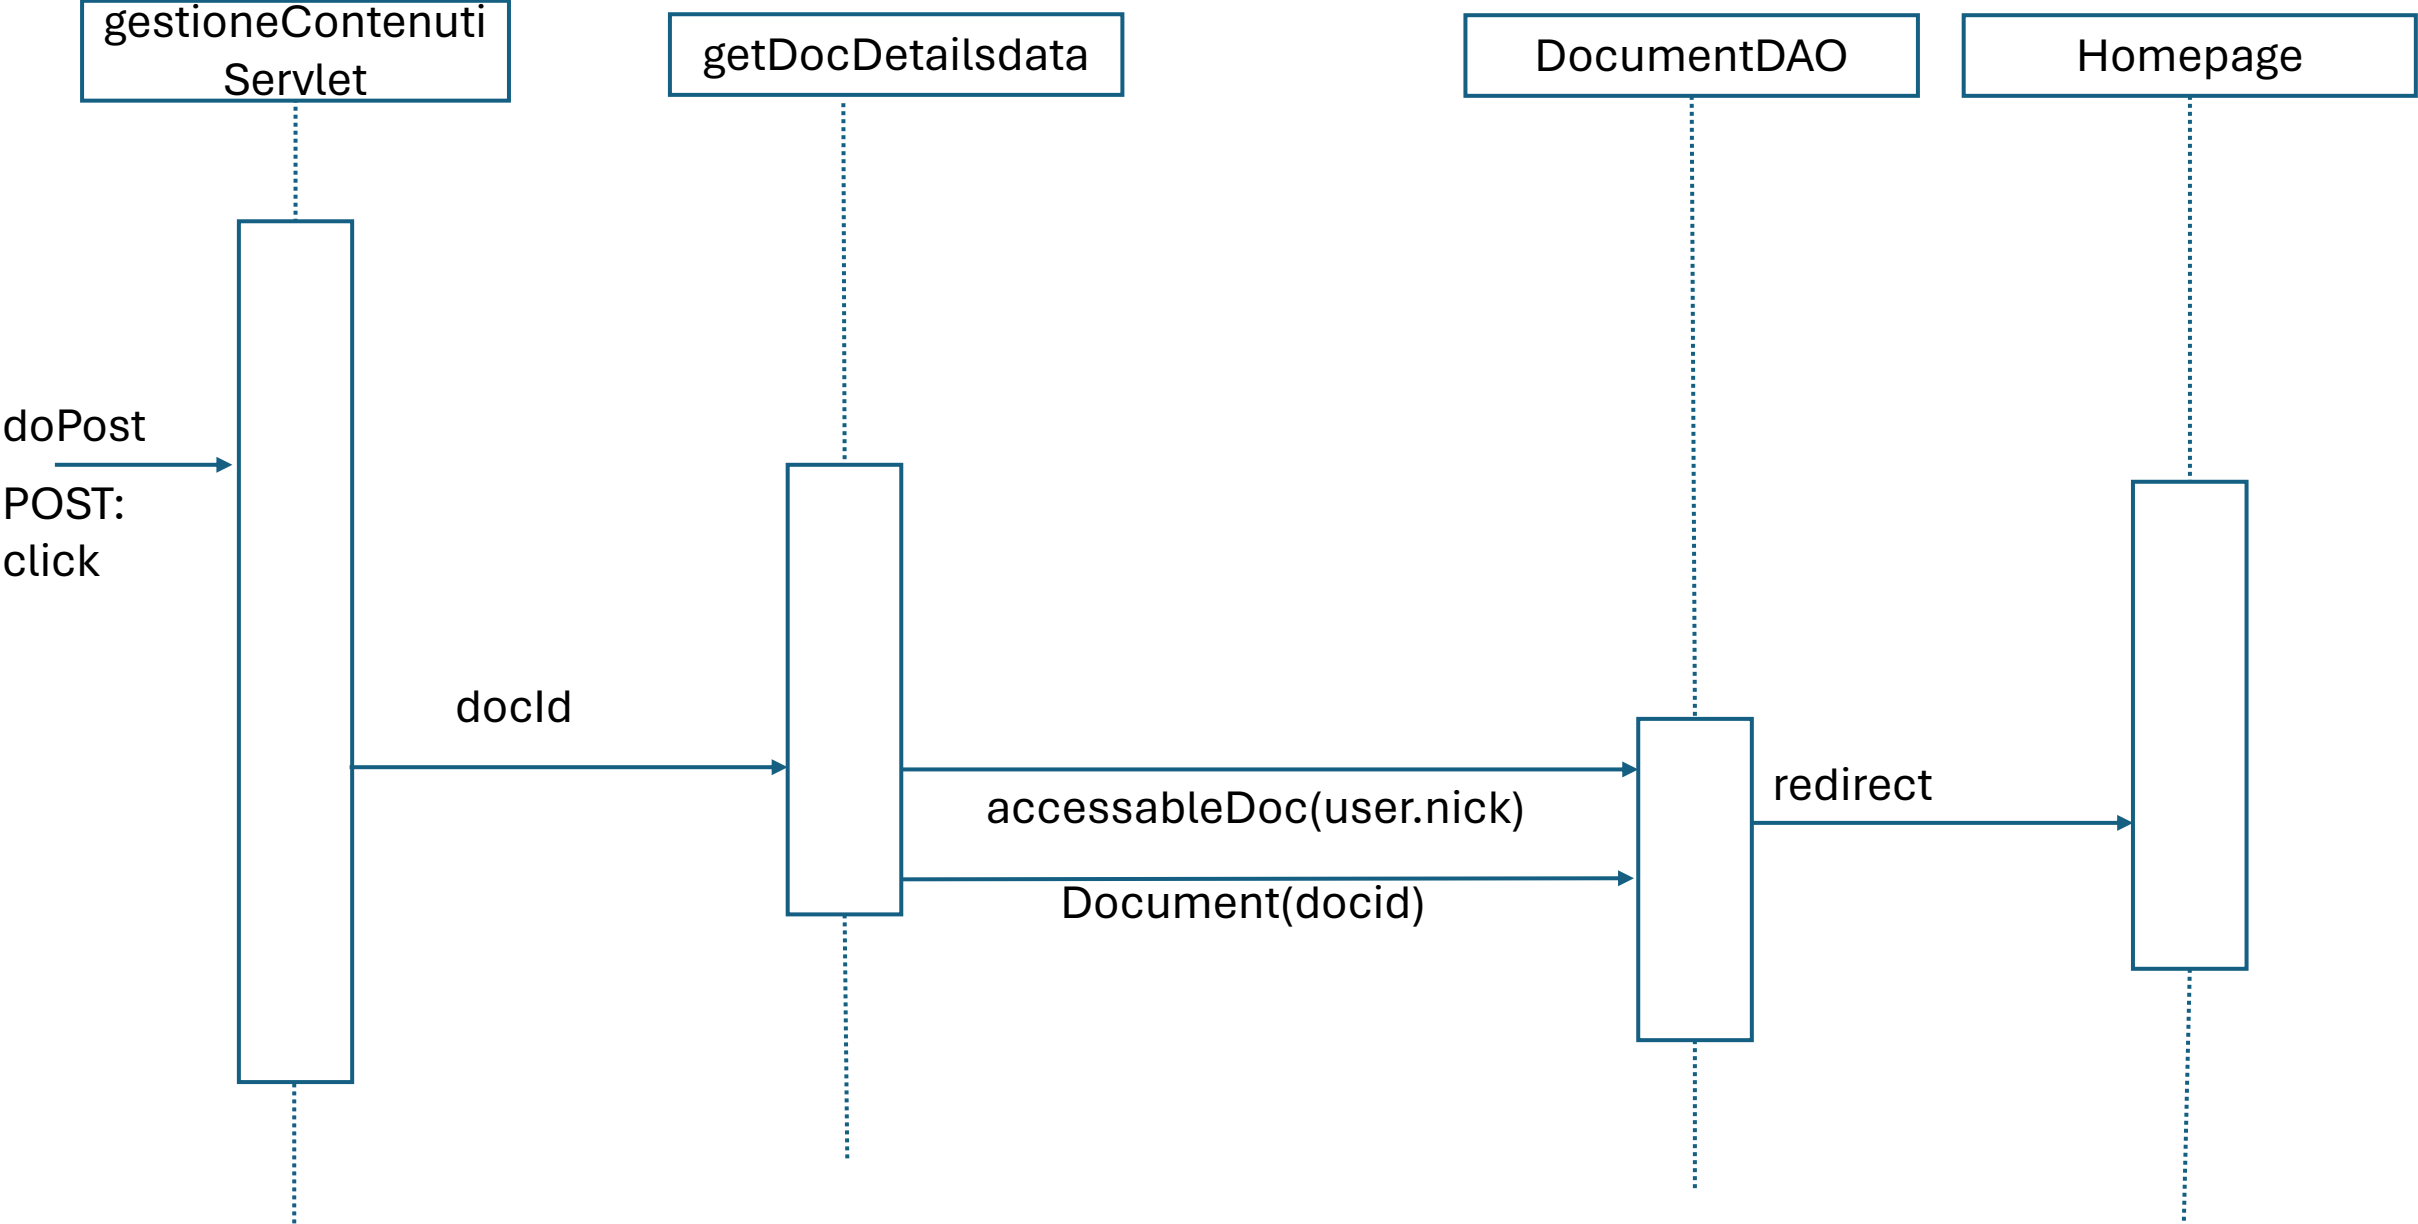 gestioneContenuti
Servlet
getDocDetailsdata
DocumentDAO
Homepage
doPost
POST:
click
docId
accessableDoc(user.nick)
redirect
Document(docid)